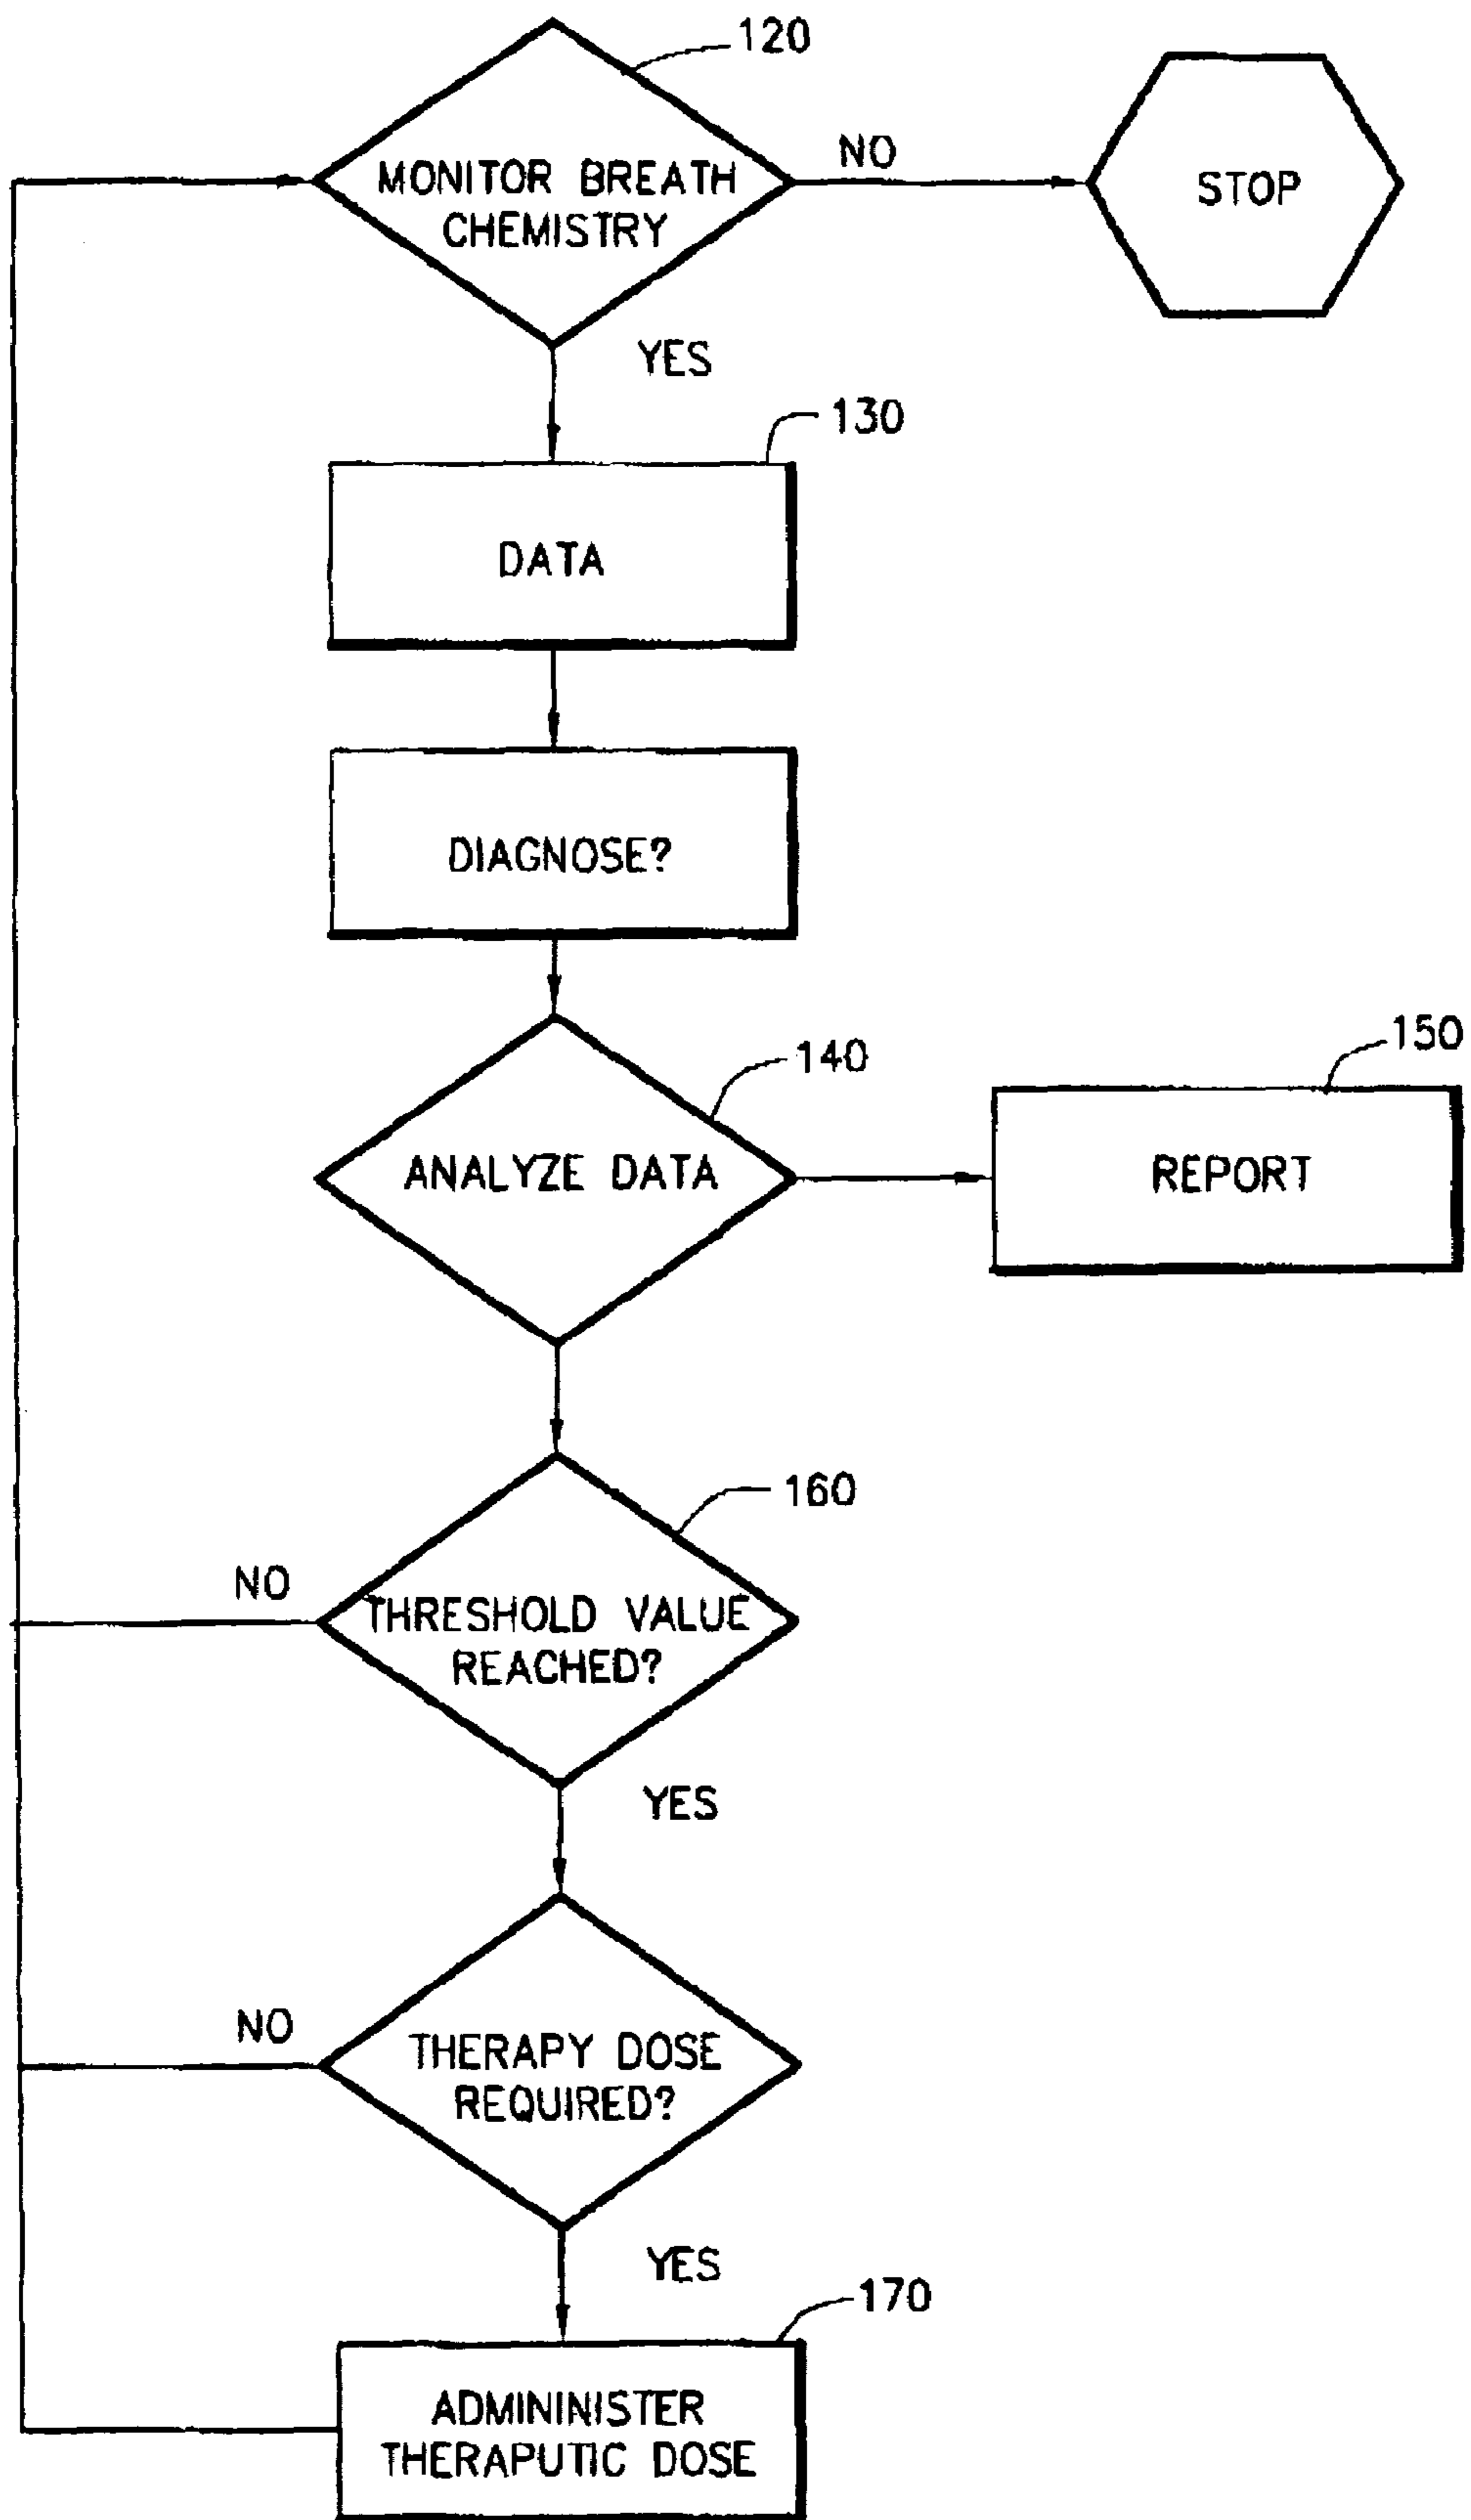 120
MONITOR BREATH
CHEMISTRY
NO
STOP
YES
130
DATA
DIAGNOSE?
140
ANALYZE DATA
150
REPORT
160
NO
THRESHOLD VALUE
REACHED?
YES
NO
THERAPY DOSE
REQUIRED?
YES
170
ADMININISTER
THERAPUTIC DOSE